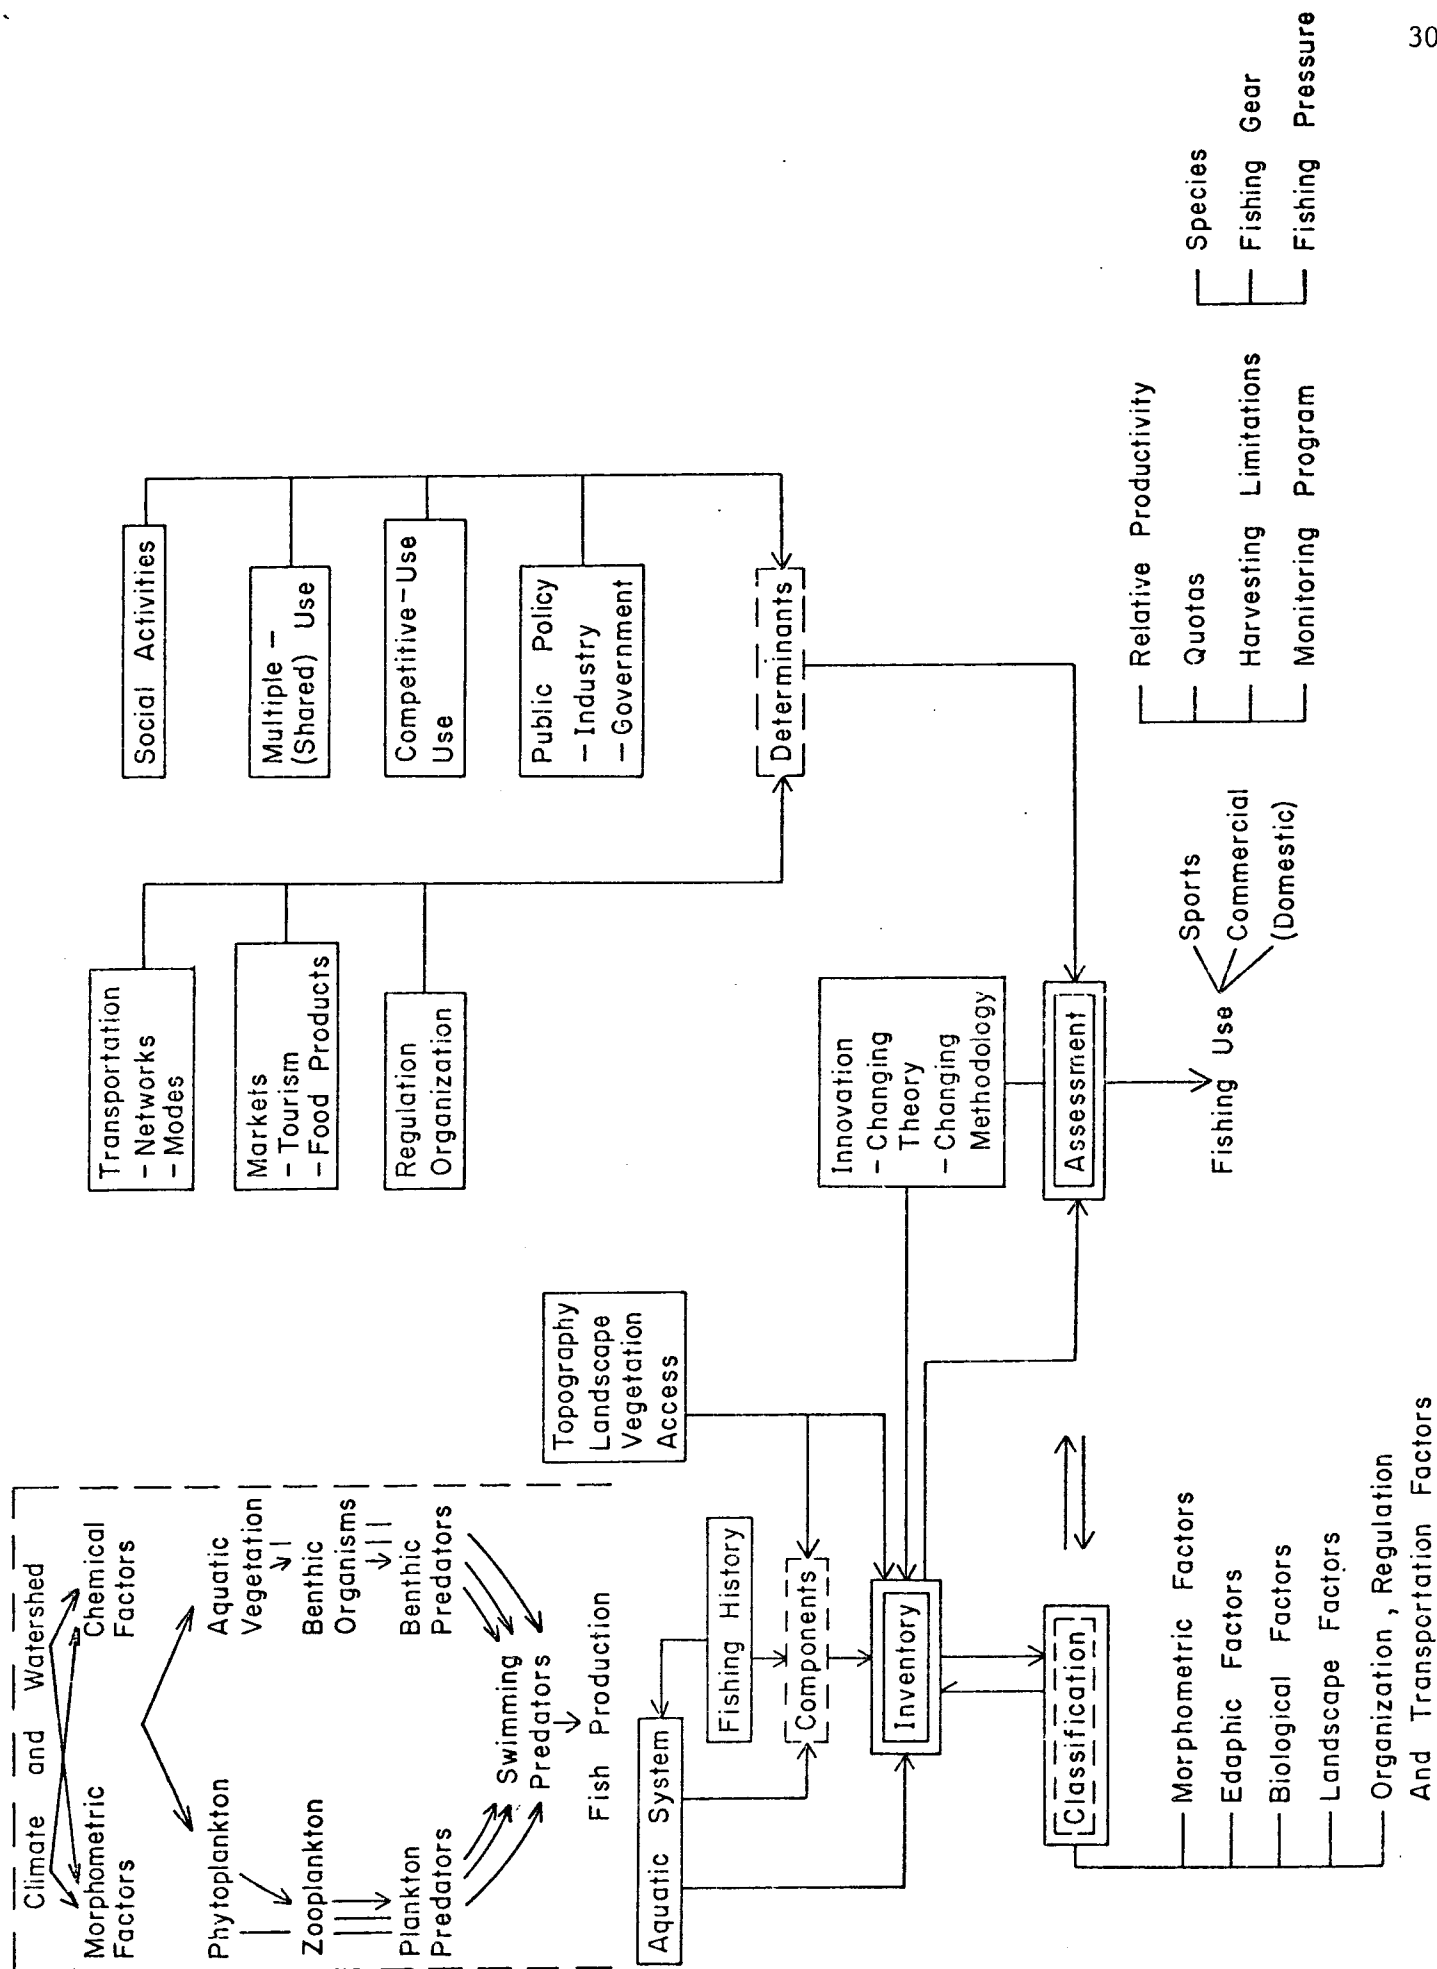 30
Climate and Watershed
Morphometric
Factors
Chemical
Factors
Phytoplankton
Aquatic
Vegetation
Zooplankton
Benthic
Organisms
Plankton
Predators
Benthic
Predators
Swimming
Predators
Fish Production
Aquatic System
Fishing History
Topography
Landscape
Vegetation
Access
Components
Inventory
Classification
Morphometric Factors
Edaphic Factors
Biological Factors
Landscape Factors
Organization, Regulation
And Transportation Factors
Transportation
- Networks
- Modes
Markets
- Tourism
- Food Products
Regulation
Organization
Social Activities
Multiple -
(Shared) Use
Competitive-Use
Use
Public Policy
- Industry
- Government
Determinants
Innovation
- Changing
Theory
- Changing
Methodology
Assessment
Fishing Use
Sports
Commercial
(Domestic)
Relative Productivity
Quotas
Harvesting Limitations
Monitoring Program
Species
Fishing Gear
Fishing Pressure